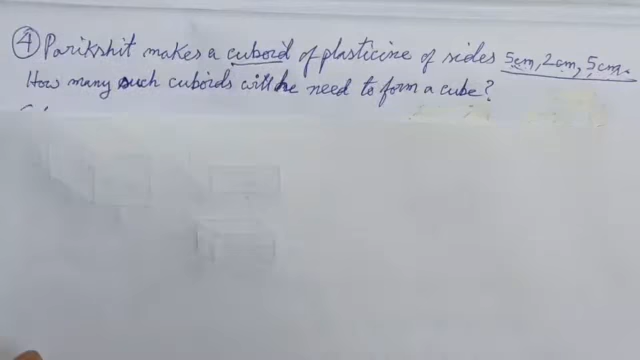 ④ Parikshit makes a cuboid of plasticine of sides 5cm, 2cm, 5cm.
How many such cuboids will he need to form a cube?